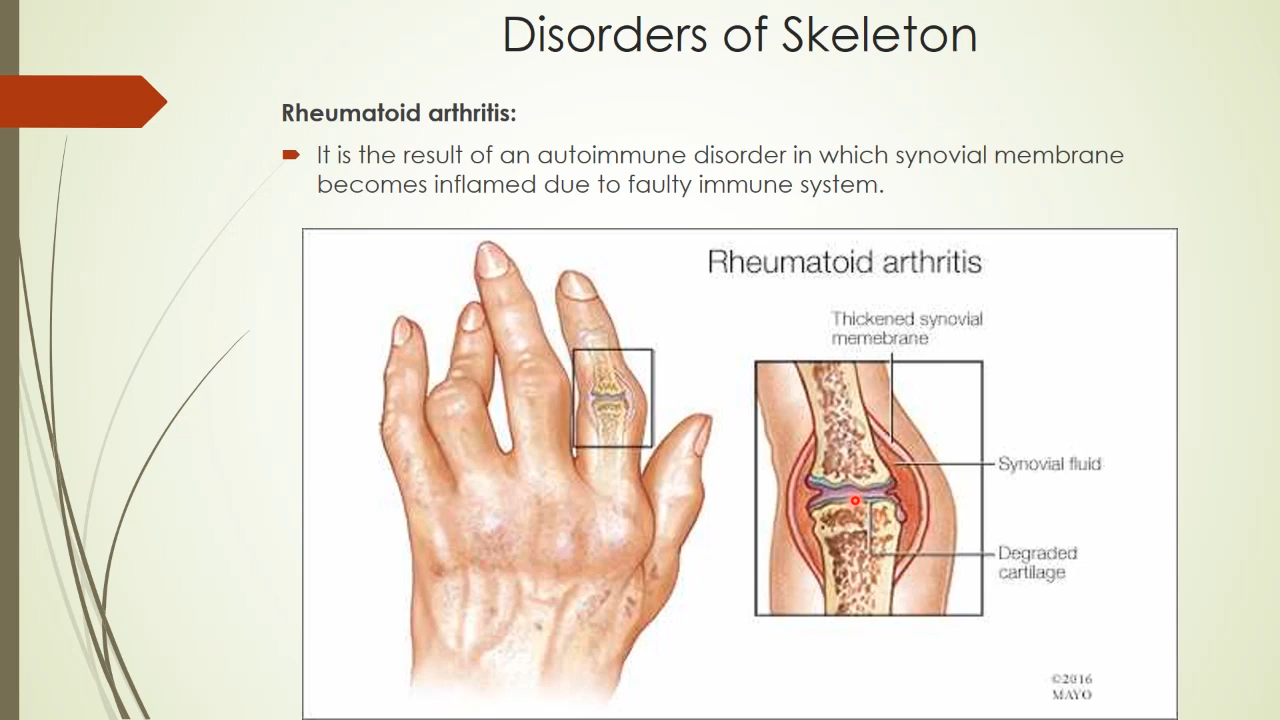 Disorders of Skeleton
Rheumatoid arthritis:
It is the result of an autoimmune disorder in which synovial membrane
becomes inflamed due to faulty immune system.
Rheumatoid arthritis
Thickened synovial
memebrane
Synovial fluid
Degraded
cartilage
©2016
MAYO